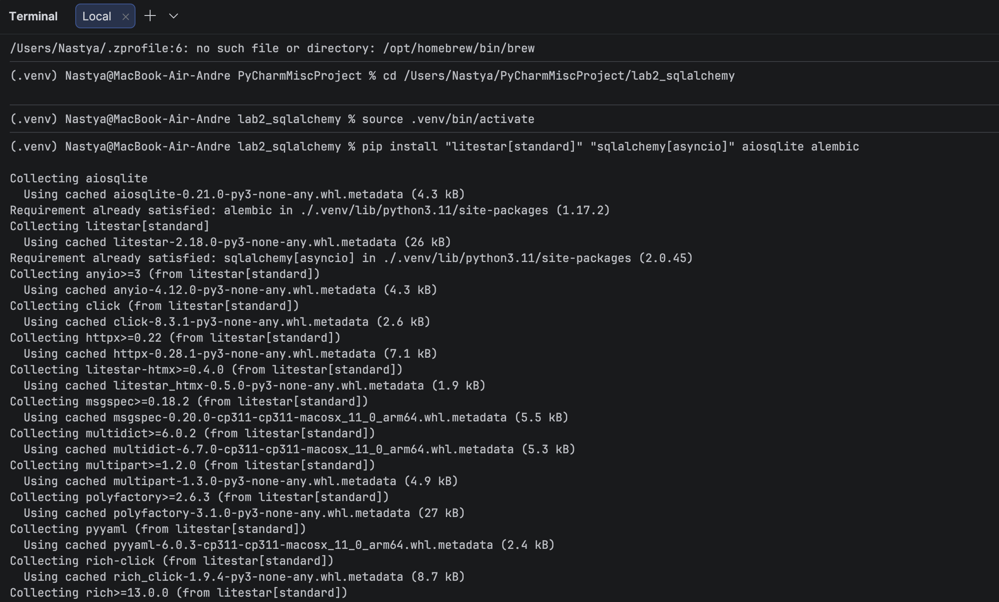 Terminal Local
/Users/Nastya/.zprofile:6: no such file or directory: /opt/homebrew/bin/brew
(.venv) Nastya@MacBook-Air-Andre PyCharmMiscProject % cd /Users/Nastya/PyCharmMiscProject/lab2_sqlalchemy
(.venv) Nastya@MacBook-Air-Andre lab2_sqlalchemy % source .venv/bin/activate
(.venv) Nastya@MacBook-Air-Andre lab2_sqlalchemy % pip install "litestar[standard]" "sqlalchemy[asyncio]" aiosqlite alembic
Collecting aiosqlite
  Using cached aiosqlite-0.21.0-py3-none-any.whl.metadata (4.3 kB)
Requirement already satisfied: alembic in ./.venv/lib/python3.11/site-packages (1.17.2)
Collecting litestar[standard]
  Using cached litestar-2.18.0-py3-none-any.whl.metadata (26 kB)
Requirement already satisfied: sqlalchemy[asyncio] in ./.venv/lib/python3.11/site-packages (2.0.45)
Collecting anyio>=3 (from litestar[standard])
  Using cached anyio-4.12.0-py3-none-any.whl.metadata (4.3 kB)
Collecting click (from litestar[standard])
  Using cached click-8.3.1-py3-none-any.whl.metadata (2.6 kB)
Collecting httpx>=0.22 (from litestar[standard])
  Using cached httpx-0.28.1-py3-none-any.whl.metadata (7.1 kB)
Collecting litestar-htmx>=0.4.0 (from litestar[standard])
  Using cached litestar_htmx-0.5.0-py3-none-any.whl.metadata (1.9 kB)
Collecting msgspec>=0.18.2 (from litestar[standard])
  Using cached msgspec-0.20.0-cp311-cp311-macosx_11_0_arm64.whl.metadata (5.5 kB)
Collecting multidict>=6.0.2 (from litestar[standard])
  Using cached multidict-6.7.0-cp311-cp311-macosx_11_0_arm64.whl.metadata (5.3 kB)
Collecting multipart>=1.2.0 (from litestar[standard])
  Using cached multipart-1.3.0-py3-none-any.whl.metadata (4.9 kB)
Collecting polyfactory>=2.6.3 (from litestar[standard])
  Using cached polyfactory-3.1.0-py3-none-any.whl.metadata (27 kB)
Collecting pyyaml (from litestar[standard])
  Using cached pyyaml-6.0.3-cp311-cp311-macosx_11_0_arm64.whl.metadata (2.4 kB)
Collecting rich-click (from litestar[standard])
  Using cached rich_click-1.9.4-py3-none-any.whl.metadata (8.7 kB)
Collecting rich>=13.0.0 (from litestar[standard])